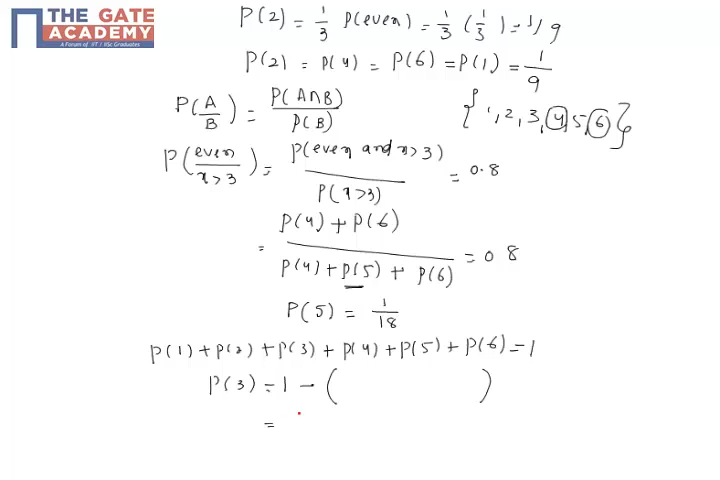 THE GATE
ACADEMY
A Forum of IIT / IISc Graduates
P(2) = 1/3 P(even) = 1/3 (1/3) = 1/9
P(2) = P(4) = P(6) = P(1) = 1/9
P(A/B) = P(A∩B)/P(B) { 1, 2, 3, 4, 5, 6 }
P(even/x>3) = P(even and x>3)/P(x>3) = 0.8
= P(4) + P(6)/P(4) + P(5) + P(6) = 0.8
P(5) = 1/18
P(1) + P(2) + P(3) + P(4) + P(5) + P(6) = 1
P(3) = 1 - ( )
=